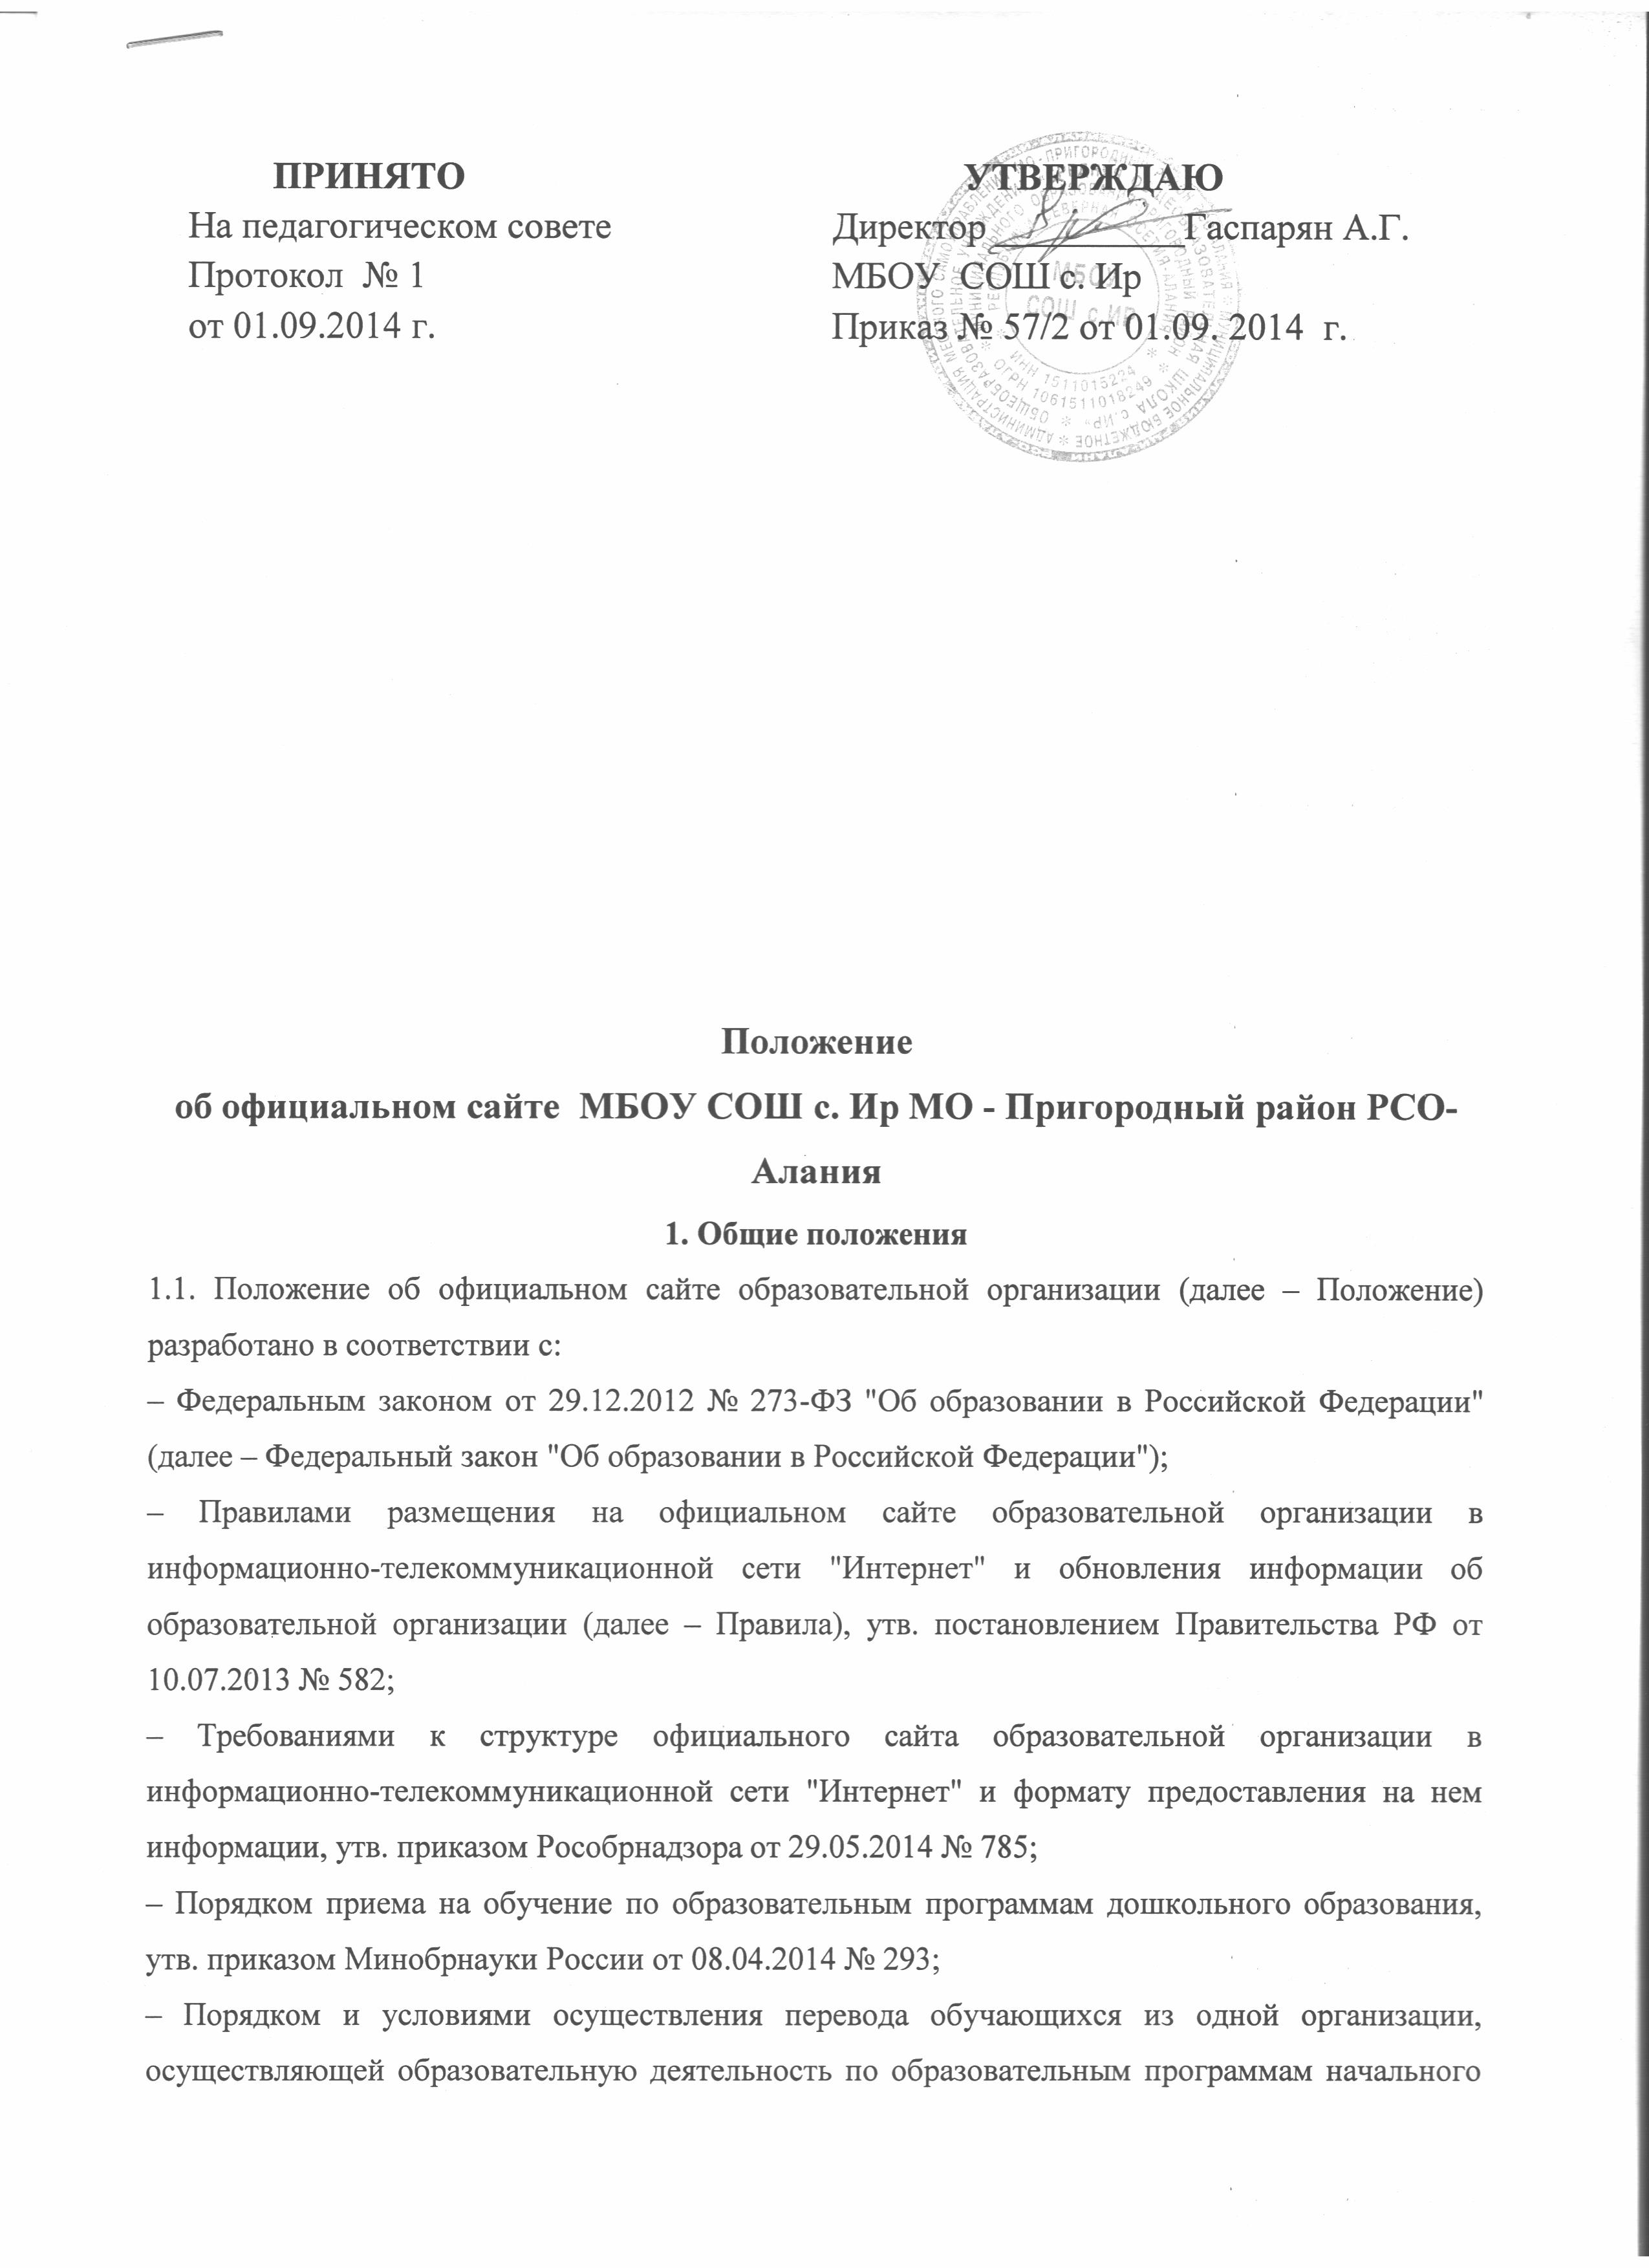 ПРИНЯТО
На педагогическом совете
Протокол № 1
от 01.09.2014 г.
УТВЕРЖДАЮ
Директор __________Гаспарян А.Г.
МБОУ СОШ с. Ир
Приказ № 57/2 от 01.09. 2014 г.
МБОУ
СОШ с ИР
ИНН 1511015224
ОГРН 1061511018249
Положение
об официальном сайте МБОУ СОШ с. Ир МО - Пригородный район РСО-
Алания
1. Общие положения
1.1. Положение об официальном сайте образовательной организации (далее – Положение)
разработано в соответствии с:
– Федеральным законом от 29.12.2012 № 273-ФЗ "Об образовании в Российской Федерации"
(далее – Федеральный закон "Об образовании в Российской Федерации");
– Правилами размещения на официальном сайте образовательной организации в
информационно-телекоммуникационной сети "Интернет" и обновления информации об
образовательной организации (далее – Правила), утв. постановлением Правительства РФ от
10.07.2013 № 582;
– Требованиями к структуре официального сайта образовательной организации в
информационно-телекоммуникационной сети "Интернет" и формату предоставления на нем
информации, утв. приказом Рособрнадзора от 29.05.2014 № 785;
– Порядком приема на обучение по образовательным программам дошкольного образования,
утв. приказом Минобрнауки России от 08.04.2014 № 293;
– Порядком и условиями осуществления перевода обучающихся из одной организации,
осуществляющей образовательную деятельность по образовательным программам начального